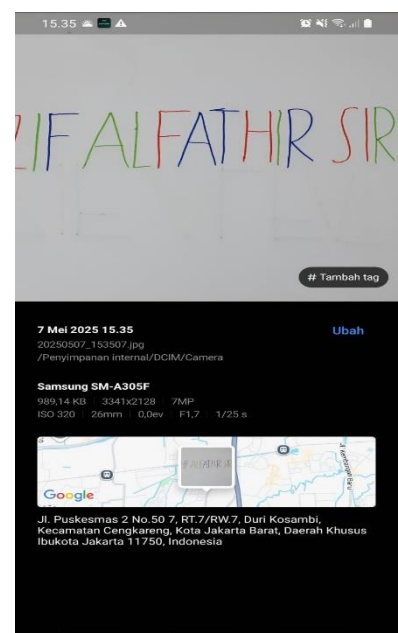 15.35
IF ALFATHIR SIR
# Tambah tag
7 Mei 2025 15.35
Ubah
20250507_153507.jpg
/Penyimpanan internal/DCIM/Camera
Samsung SM-A305F
989,14 KB 3341x2128 7MP
ISO 320 26mm 0,0ev F1,7 1/25 s
Jl. Kembangan Baru
Google
Jl. Puskesmas 2 No.50 7, RT.7/RW.7, Duri Kosambi,
Kecamatan Cengkareng, Kota Jakarta Barat, Daerah Khusus
Ibukota Jakarta 11750, Indonesia